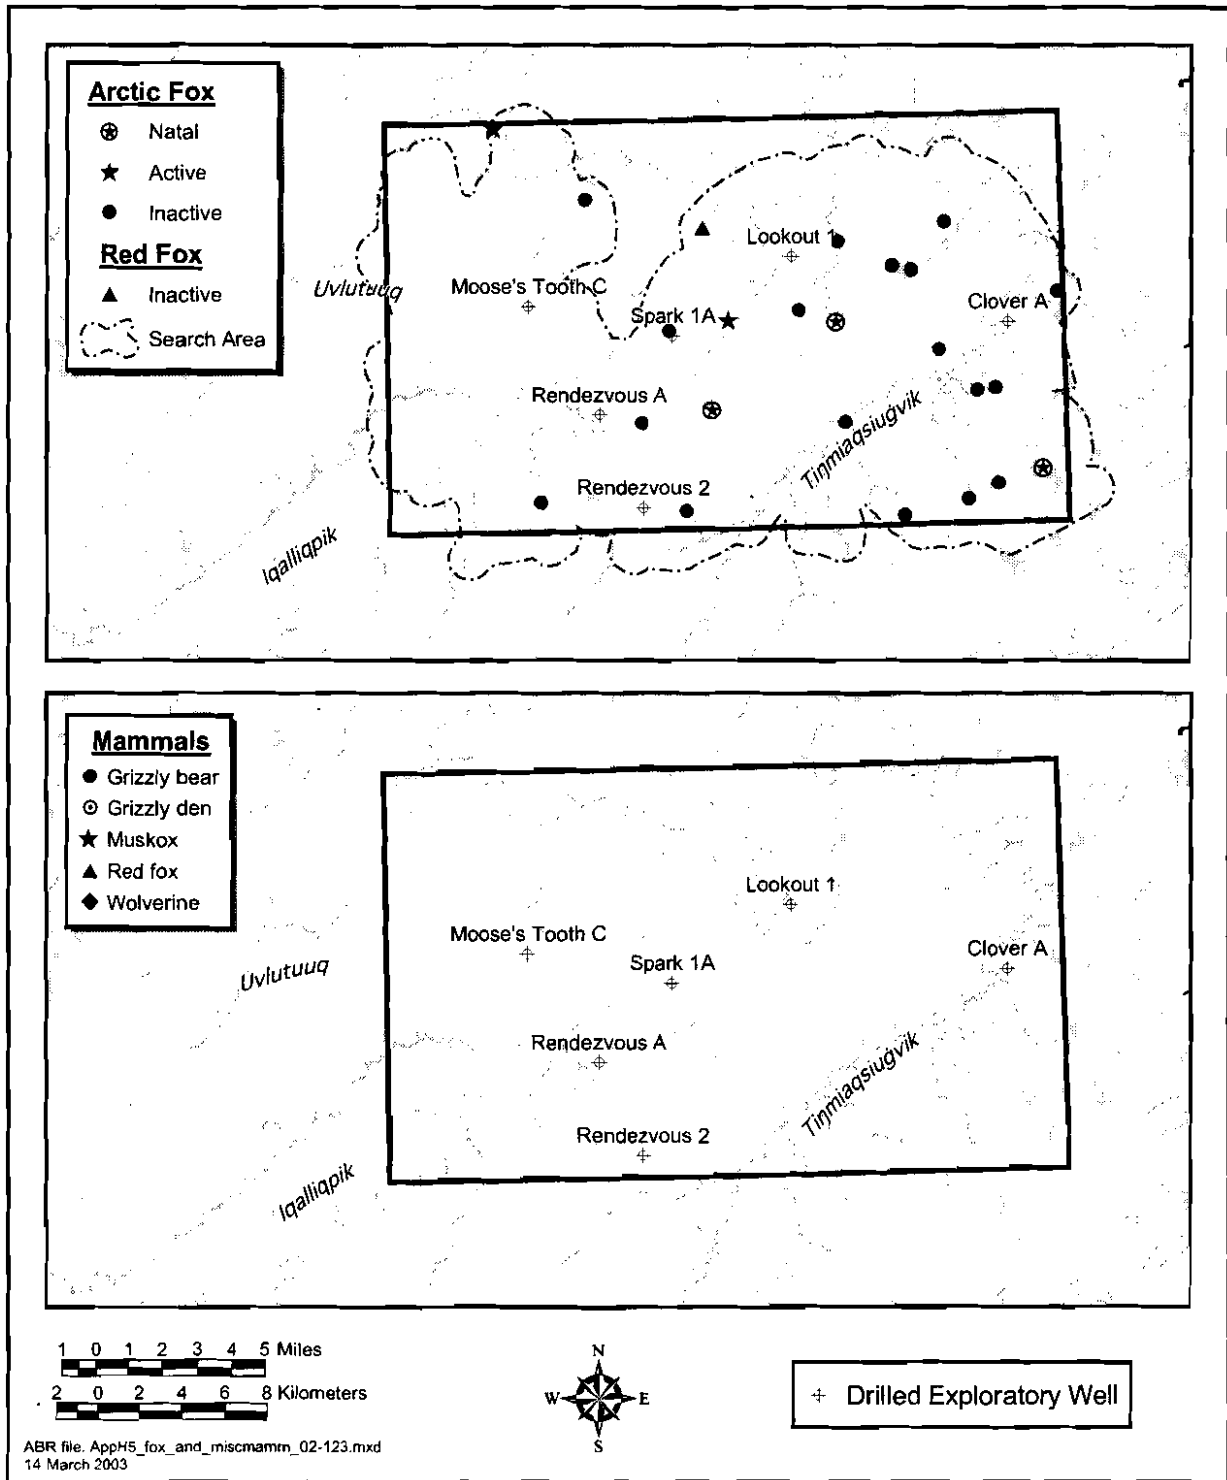 Arctic Fox
Natal
Active
Inactive
Red Fox
Inactive
Search Area
Lookout 1
Uvlutuuq
Moose's Tooth C
Clover A
Spark 1A
Rendezvous A
Tiŋmiaqsiuġvik
Rendezvous 2
Iqalliqpik
Mammals
Grizzly bear
Grizzly den
Muskox
Red fox
Wolverine
Lookout 1
Moose's Tooth C
Clover A
Spark 1A
Uvlutuuq
Rendezvous A
Tiŋmiaqsiuġvik
Rendezvous 2
Iqalliqpik
1 0 1 2 3 4 5 Miles
2 0 2 4 6 8 Kilometers
N
W E
S
Drilled Exploratory Well
ABR file. AppH5_fox_and_miscmamm_02-123.mxd
14 March 2003